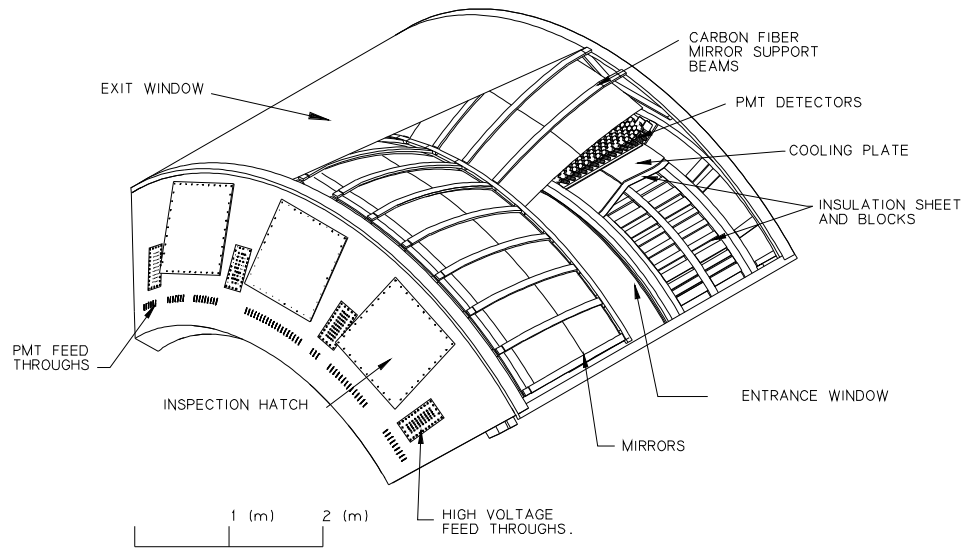 CARBON FIBER
MIRROR SUPPORT
BEAMS
EXIT WINDOW
PMT DETECTORS
COOLING PLATE
INSULATION SHEET
AND BLOCKS
PMT FEED
THROUGHS
INSPECTION HATCH
ENTRANCE WINDOW
MIRRORS
1 (m)
2 (m)
HIGH VOLTAGE
FEED THROUGHS.